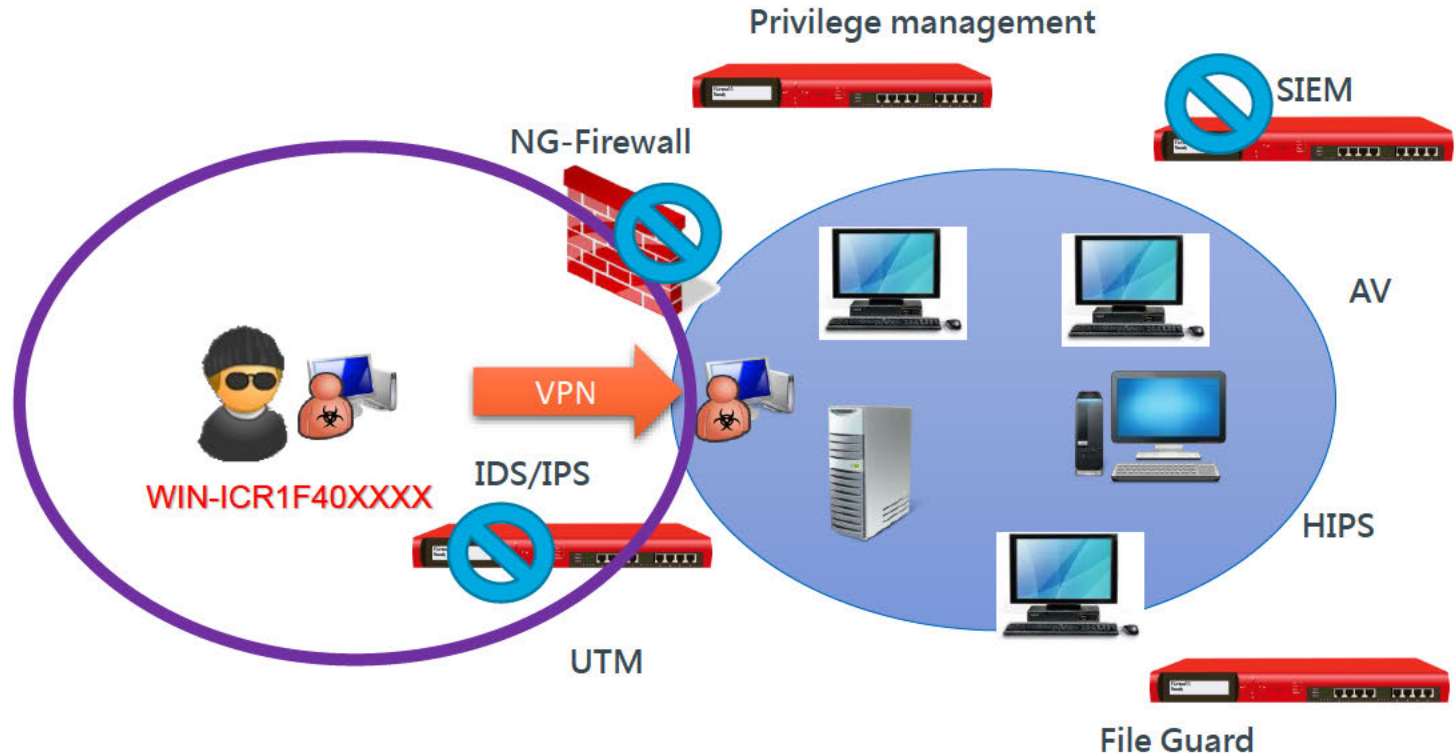 Privilege management
SIEM
NG-Firewall
AV
VPN
IDS/IPS
WIN-ICR1F40XXXX
HIPS
UTM
File Guard